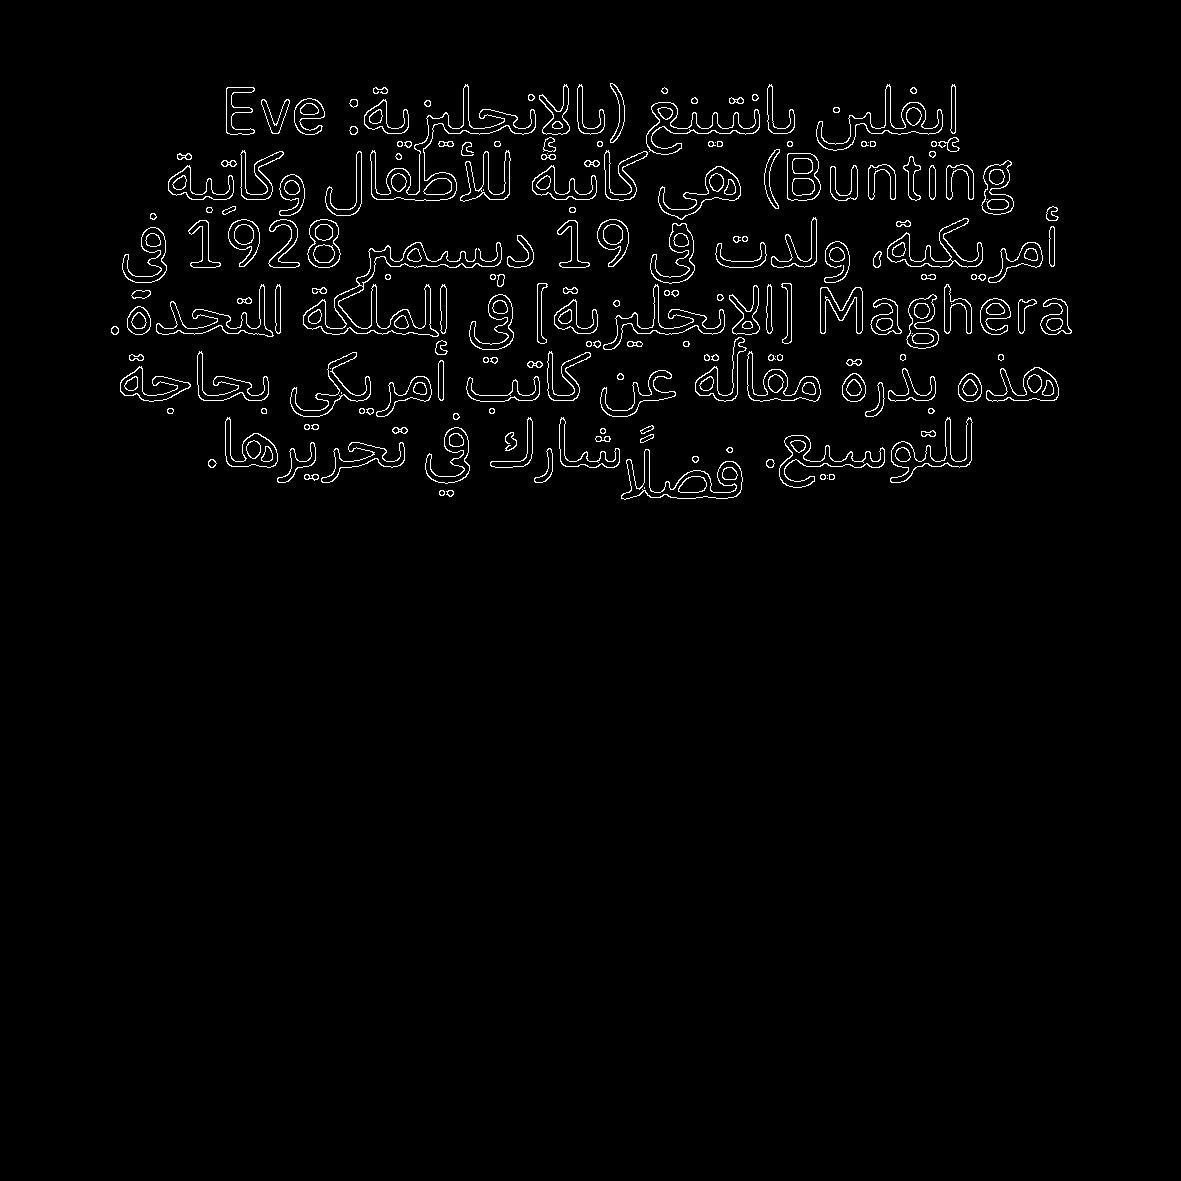 إيفلين بانتينغ (بالإنجليزية: Eve
Bunting) هي كاتبة للأطفال وكاتبة
أمريكية، ولدت في 19 ديسمبر 1928 في
Maghera [الإنجليزية] في المملكة المتحدة.
هذه بذرة مقالة عن كاتب أمريكي بحاجة
للتوسيع. فضلًا شارك في تحريرها.